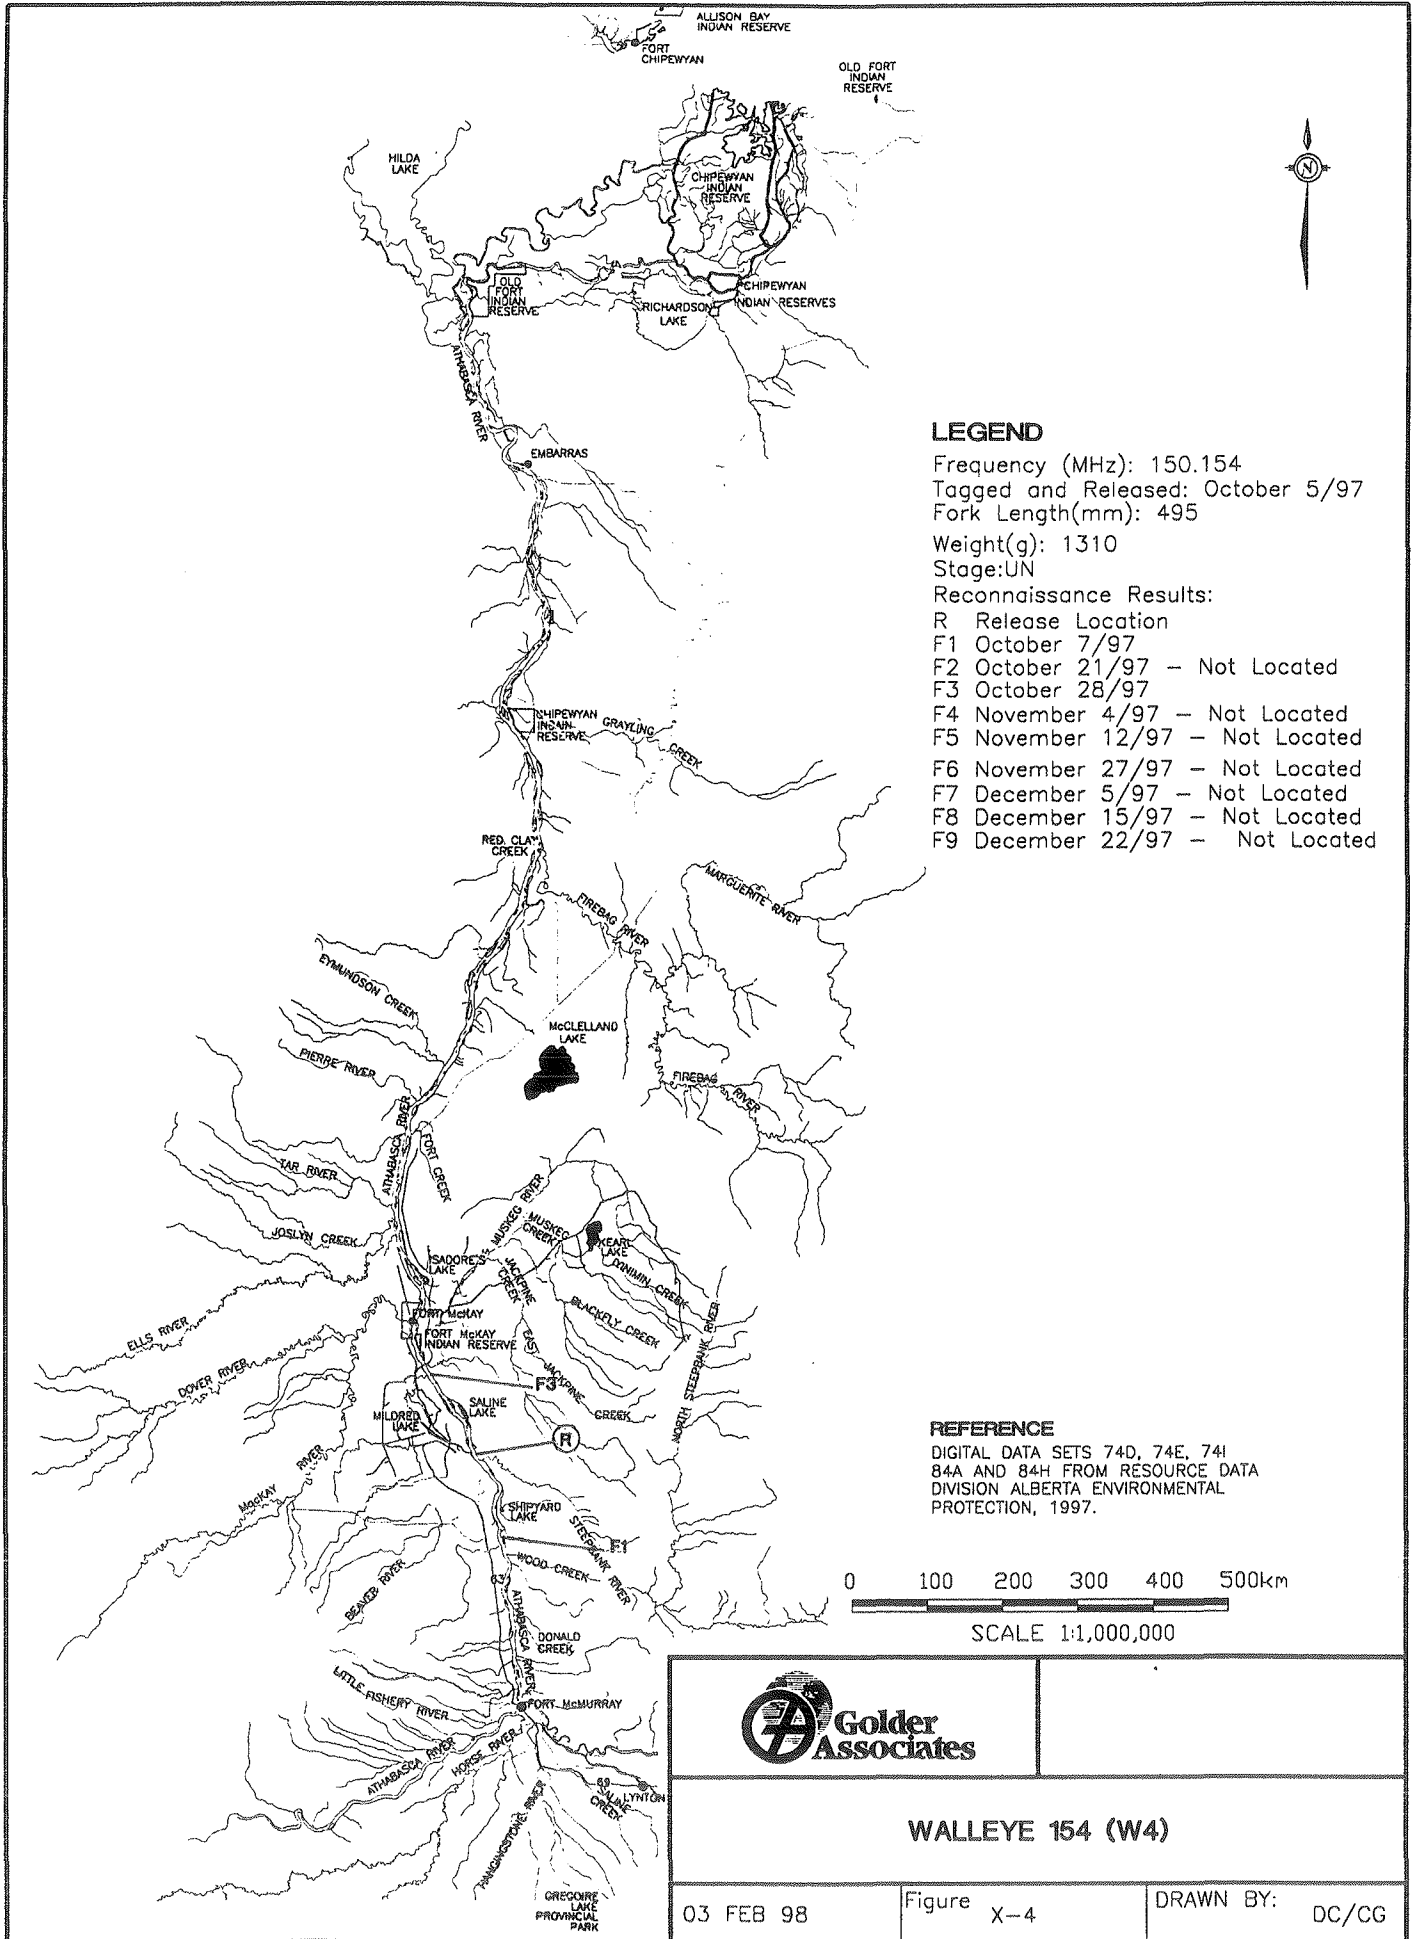 ALLISON BAY
INDIAN RESERVE
FORT
CHIPEWYAN
OLD FORT
INDIAN
RESERVE
HILDA
LAKE
N
CHIPEWYAN
INDIAN
RESERVE
OLD
FORT
INDIAN
RESERVE
CHIPEWYAN
INDIAN RESERVES
RICHARDSON
LAKE
ATHABASCA RIVER
EMBARRAS
LEGEND
Frequency (MHz): 150.154
Tagged and Released: October 5/97
Fork Length(mm): 495
Weight(g): 1310
Stage:UN
Reconnaissance Results:
R Release Location
F1 October 7/97
F2 October 21/97 – Not Located
F3 October 28/97
F4 November 4/97 – Not Located
F5 November 12/97 – Not Located
F6 November 27/97 – Not Located
F7 December 5/97 – Not Located
F8 December 15/97 – Not Located
F9 December 22/97 – Not Located
CHIPEWYAN
INDAIN
RESERVE
GRAYLING
CREEK
RED CLAY
CREEK
MARGUERITE RIVER
FIREBAG RIVER
EYMUNDSON CREEK
McCLELLAND
LAKE
PIERRE RIVER
FIREBAG RIVER
ATHABASCA RIVER
FORT CREEK
TAR RIVER
JOSLYN CREEK
MUSKEG RIVER
MUSKEG
CREEK
KEARL
LAKE
ISADORE'S
LAKE
JACKPINE
CREEK
BLACKFLY CREEK
FORT McKAY
FORT McKAY
INDIAN RESERVE
EAST
JACKPINE
CREEK
NORTH STEEPBANK RIVER
ELLS RIVER
DOVER RIVER
F3
SALINE
LAKE
MILDRED
LAKE
R
MacKAY
RIVER
SHIPYARD
LAKE
STEEPBANK RIVER
F1
WOOD CREEK
BEAVER RIVER
63
ATHABASCA RIVER
DONALD
CREEK
LITTLE FISHERY RIVER
FORT McMURRAY
ATHABASCA RIVER
HORSE RIVER
HANGINGSTONE RIVER
69
SALINE
CREEK
LYNTON
GREGOIRE
LAKE
PROVINCIAL
PARK
REFERENCE
DIGITAL DATA SETS 74D, 74E, 74I
84A AND 84H FROM RESOURCE DATA
DIVISION ALBERTA ENVIRONMENTAL
PROTECTION, 1997.
0 100 200 300 400 500km
SCALE 1:1,000,000
Golder
Associates
WALLEYE 154 (W4)
03 FEB 98
Figure X-4
DRAWN BY: DC/CG